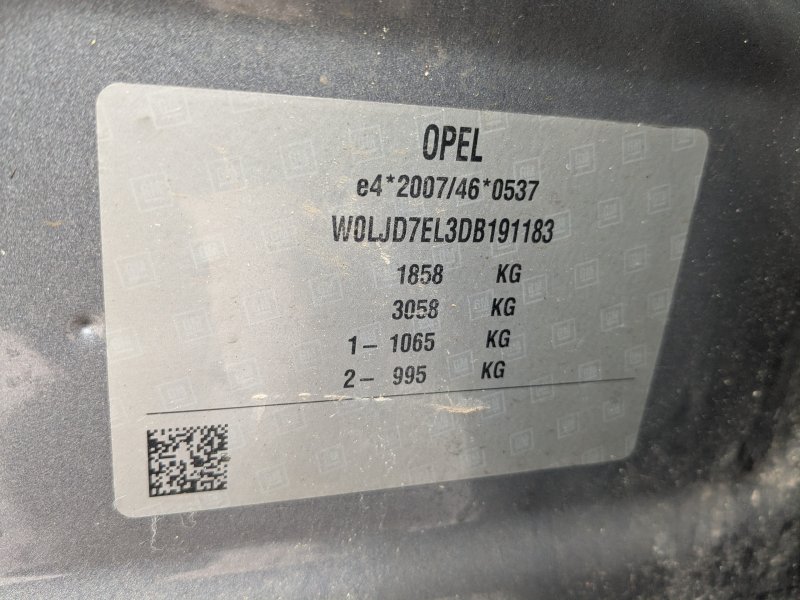 OPEL
e4*2007/46*0537
W0LJD7EL3DB191183
1858 KG
3058 KG
1– 1065 KG
2– 995 KG